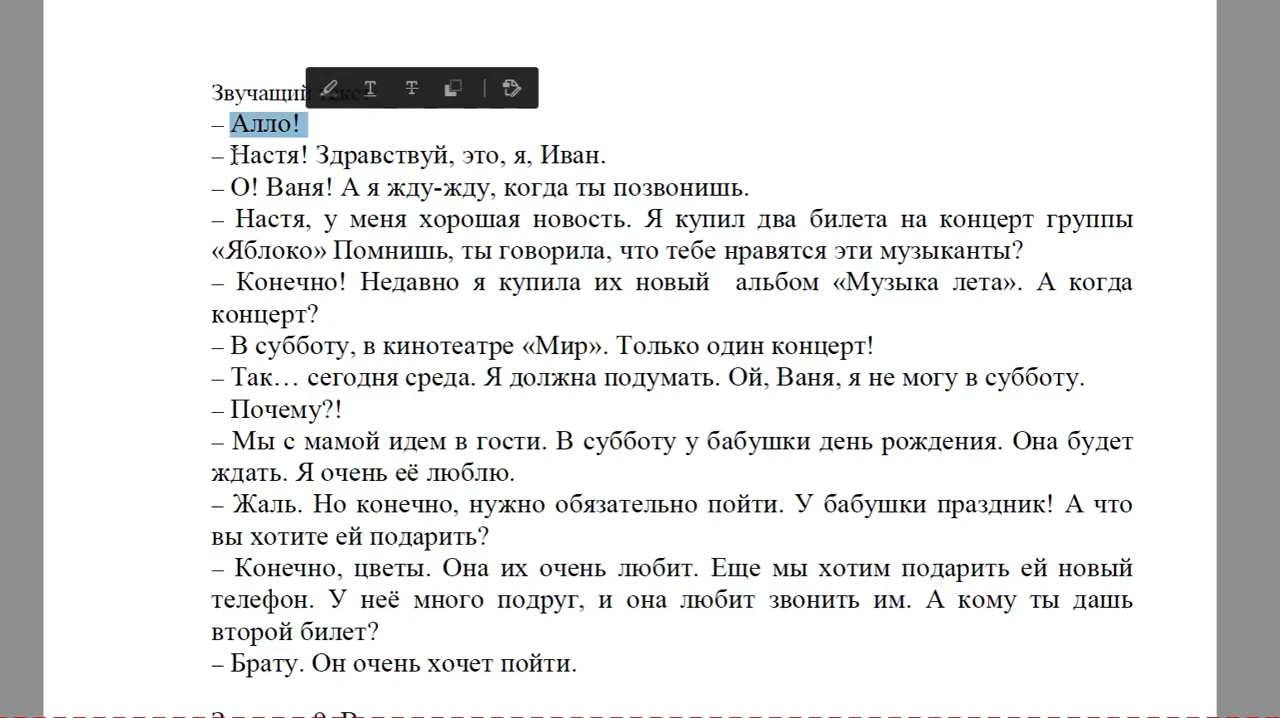 Звучащий
– Алло!
– Настя! Здравствуй, это, я, Иван.
– О! Ваня! А я жду-жду, когда ты позвонишь.
– Настя, у меня хорошая новость. Я купил два билета на концерт группы
«Яблоко» Помнишь, ты говорила, что тебе нравятся эти музыканты?
– Конечно! Недавно я купила их новый альбом «Музыка лета». А когда
концерт?
– В субботу, в кинотеатре «Мир». Только один концерт!
– Так… сегодня среда. Я должна подумать. Ой, Ваня, я не могу в субботу.
– Почему?!
– Мы с мамой идем в гости. В субботу у бабушки день рождения. Она будет
ждать. Я очень её люблю.
– Жаль. Но конечно, нужно обязательно пойти. У бабушки праздник! А что
вы хотите ей подарить?
– Конечно, цветы. Она их очень любит. Еще мы хотим подарить ей новый
телефон. У неё много подруг, и она любит звонить им. А кому ты дашь
второй билет?
– Брату. Он очень хочет пойти.